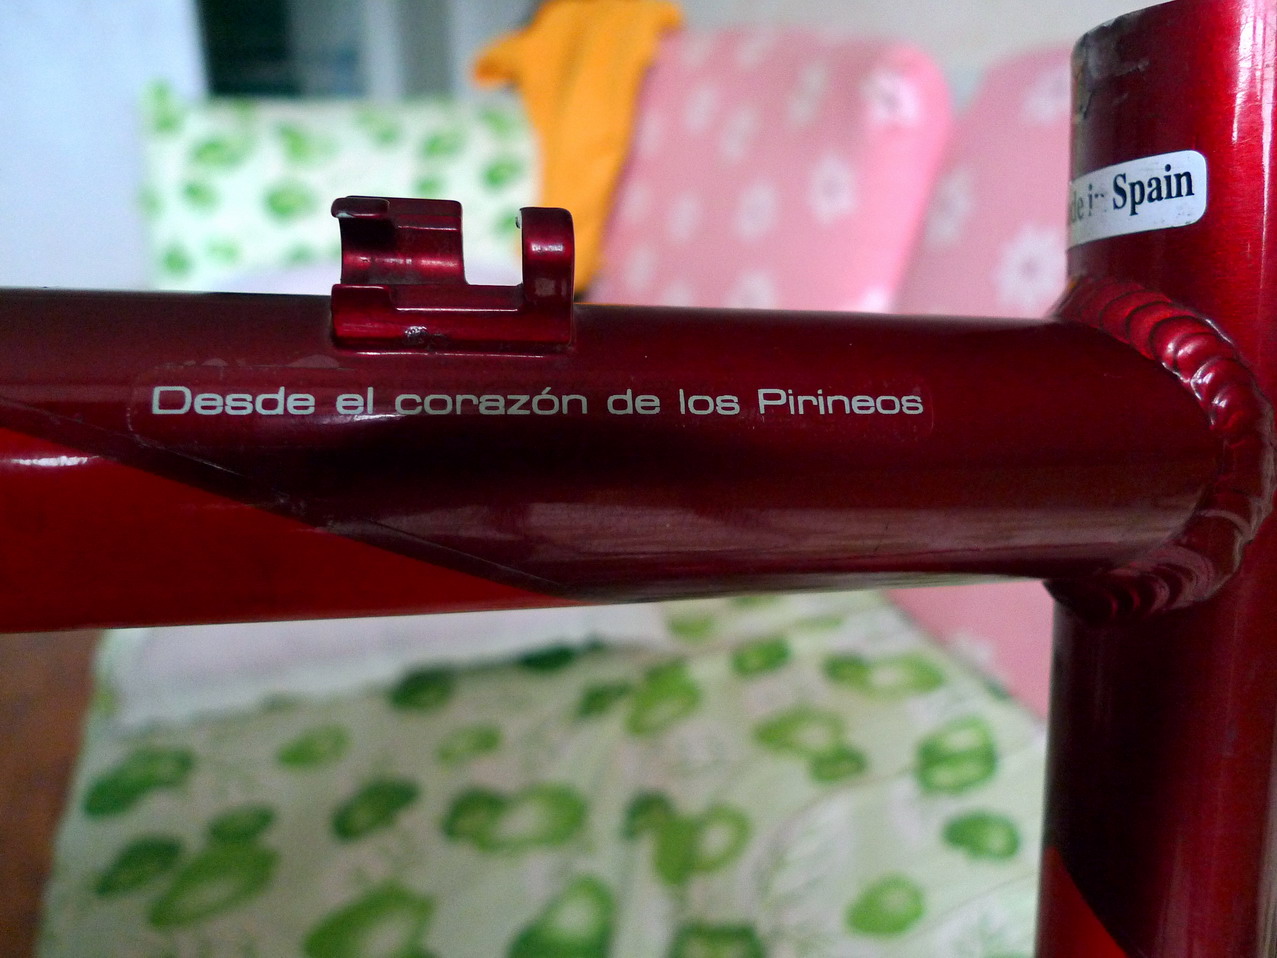 Desde el corazón de los Pirineos
Spain